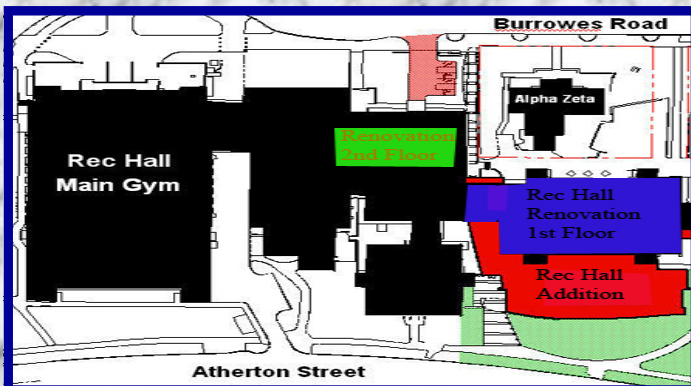 Burrowes Road
Alpha Zeta
Renovation
2nd Floor
Rec Hall
Main Gym
Rec Hall
Renovation
1st Floor
Rec Hall
Addition
Atherton Street